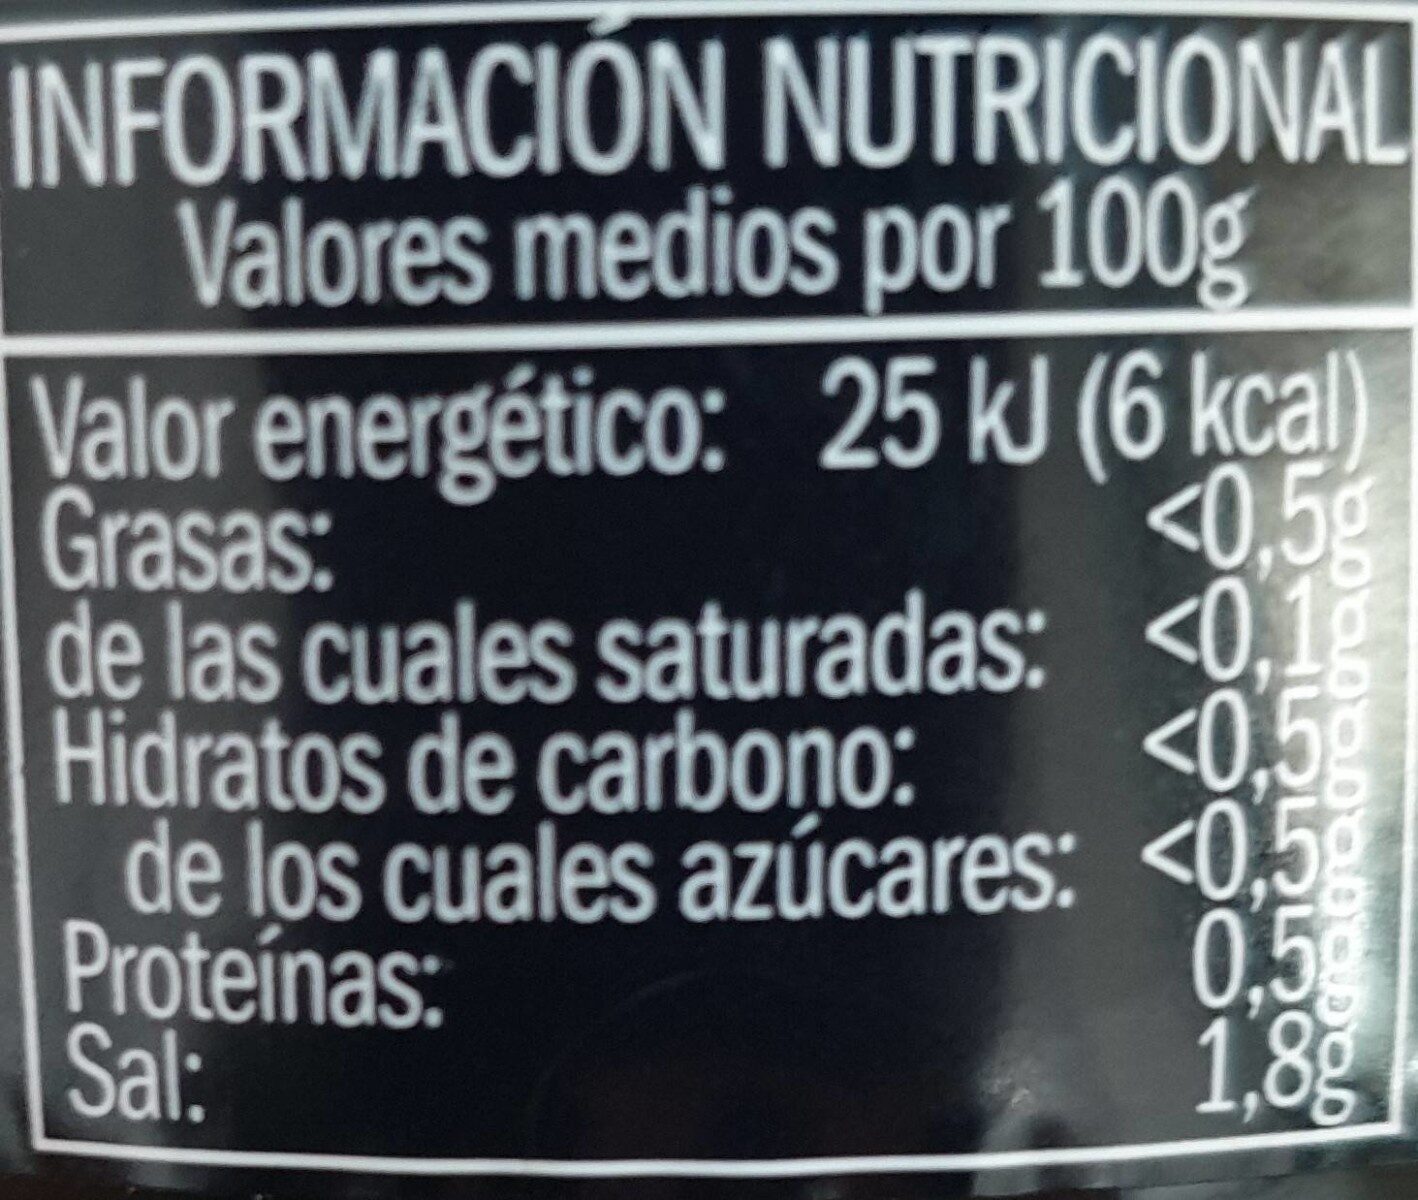 INFORMACIÓN NUTRICIONAL
Valores medios por 100g
Valor energético: 25 kJ (6 kcal)
Grasas: <0,5g
de las cuales saturadas: <0,1g
Hidratos de carbono: <0,5g
de los cuales azúcares: <0,5g
Proteínas: 0,5g
Sal: 1,8g